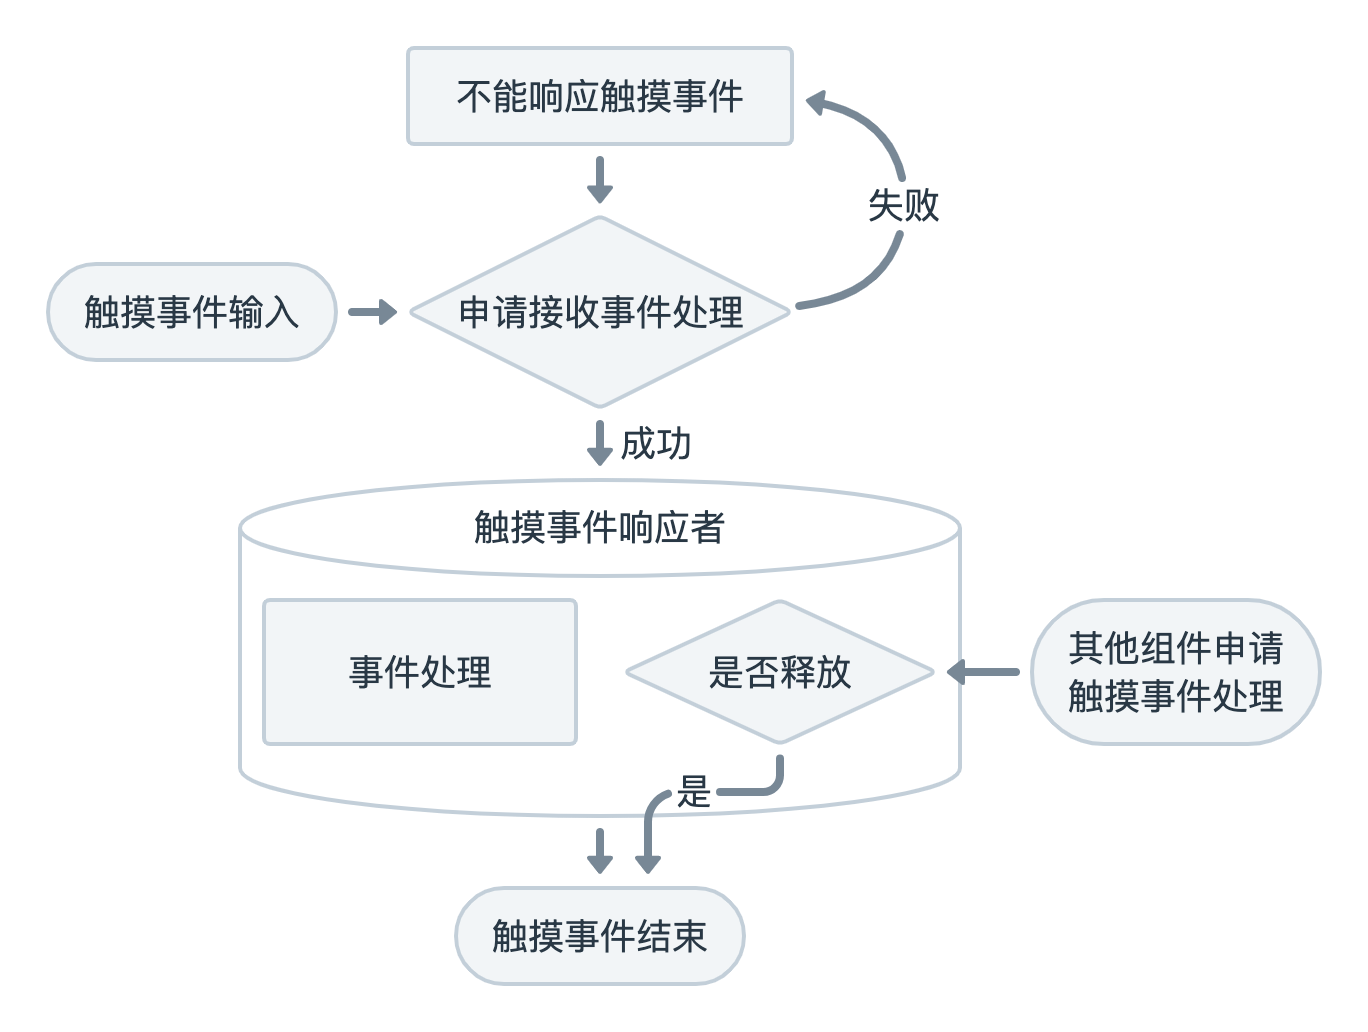 不能响应触摸事件
失败
触摸事件输入
申请接收事件处理
成功
触摸事件响应者
事件处理
是否释放
其他组件申请
触摸事件处理
是
触摸事件结束